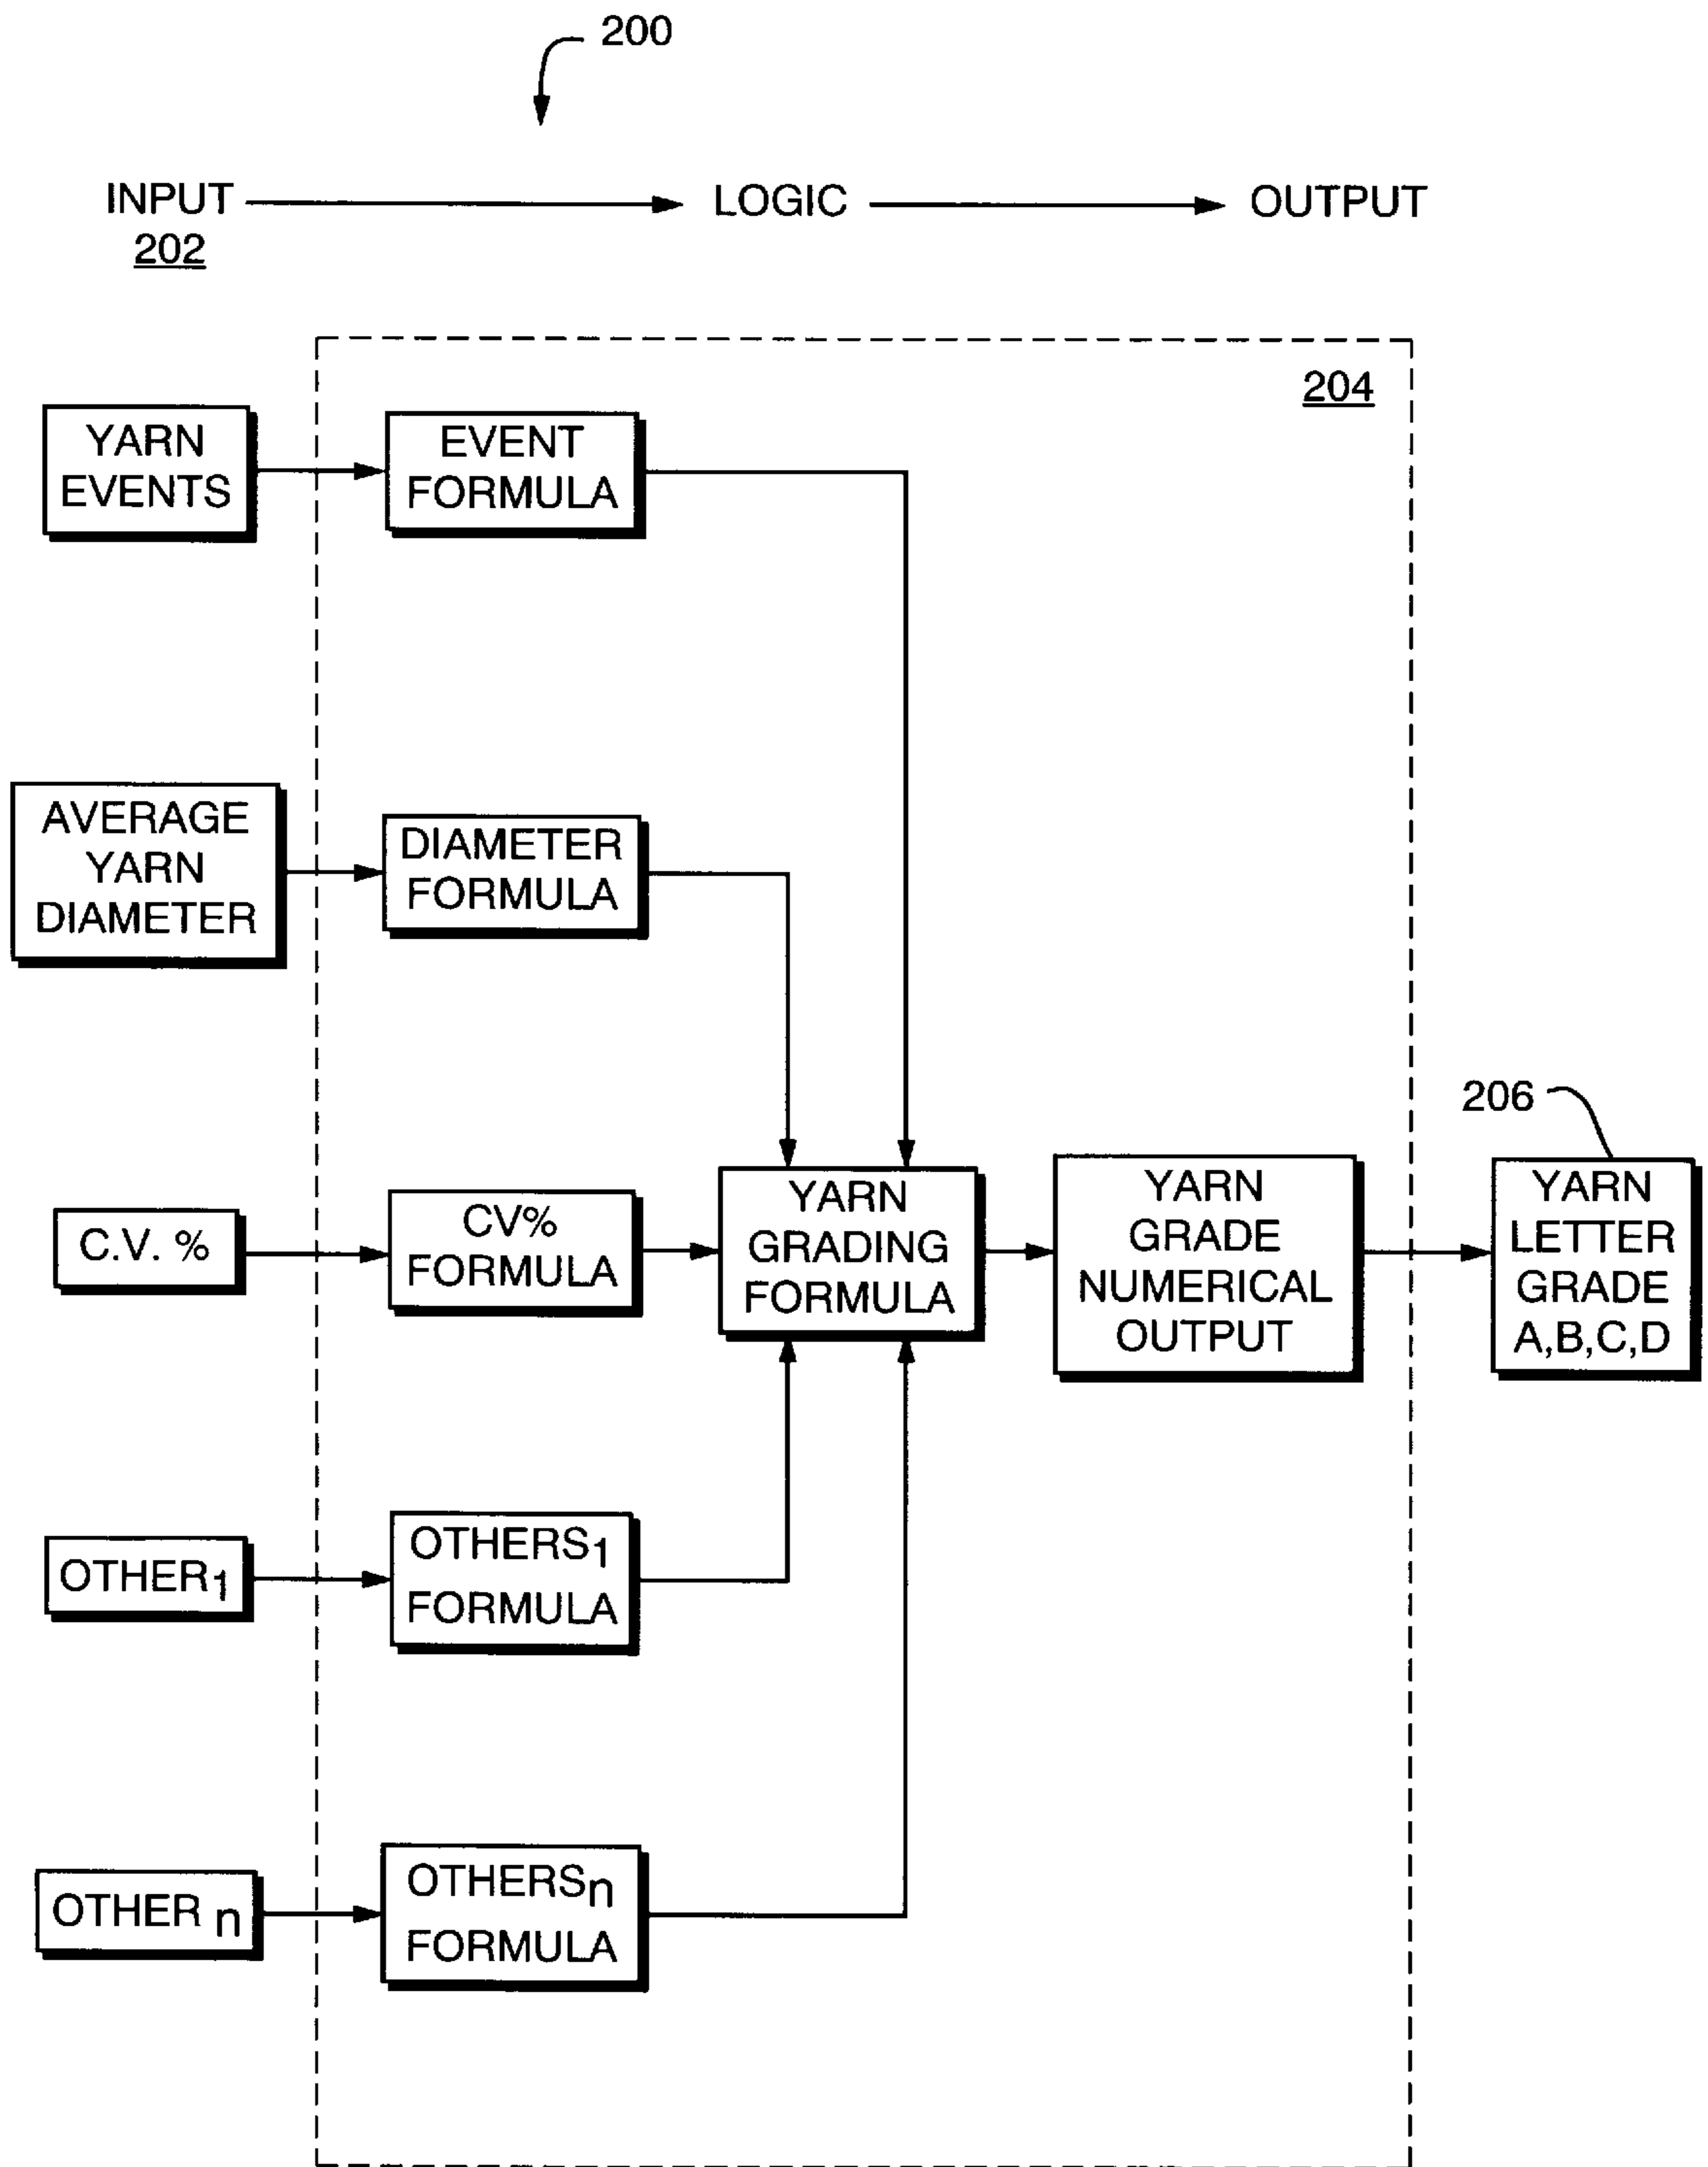 200
INPUT
LOGIC
OUTPUT
202
204
YARN
EVENTS
EVENT
FORMULA
AVERAGE
YARN
DIAMETER
DIAMETER
FORMULA
206
C.V. %
CV%
FORMULA
YARN
GRADING
FORMULA
YARN
GRADE
NUMERICAL
OUTPUT
YARN
LETTER
GRADE
A,B,C,D
OTHER1
OTHERS1
FORMULA
OTHER n
OTHERSn
FORMULA